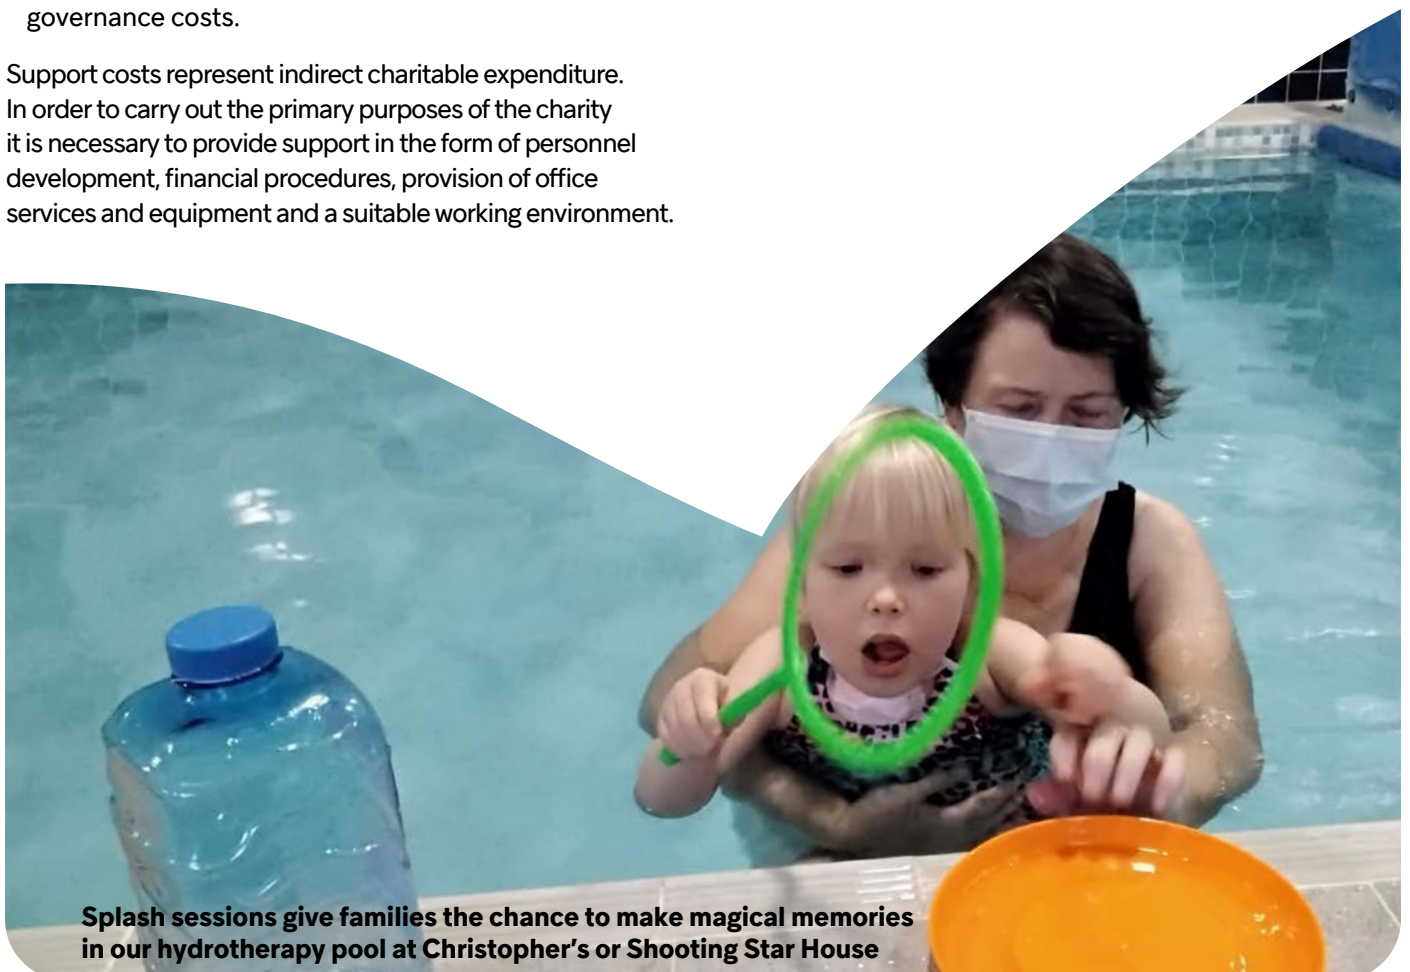 governance costs.
Support costs represent indirect charitable expenditure.
In order to carry out the primary purposes of the charity
it is necessary to provide support in the form of personnel
development, financial procedures, provision of office
services and equipment and a suitable working environment.
Splash sessions give families the chance to make magical memories
in our hydrotherapy pool at Christopher’s or Shooting Star House